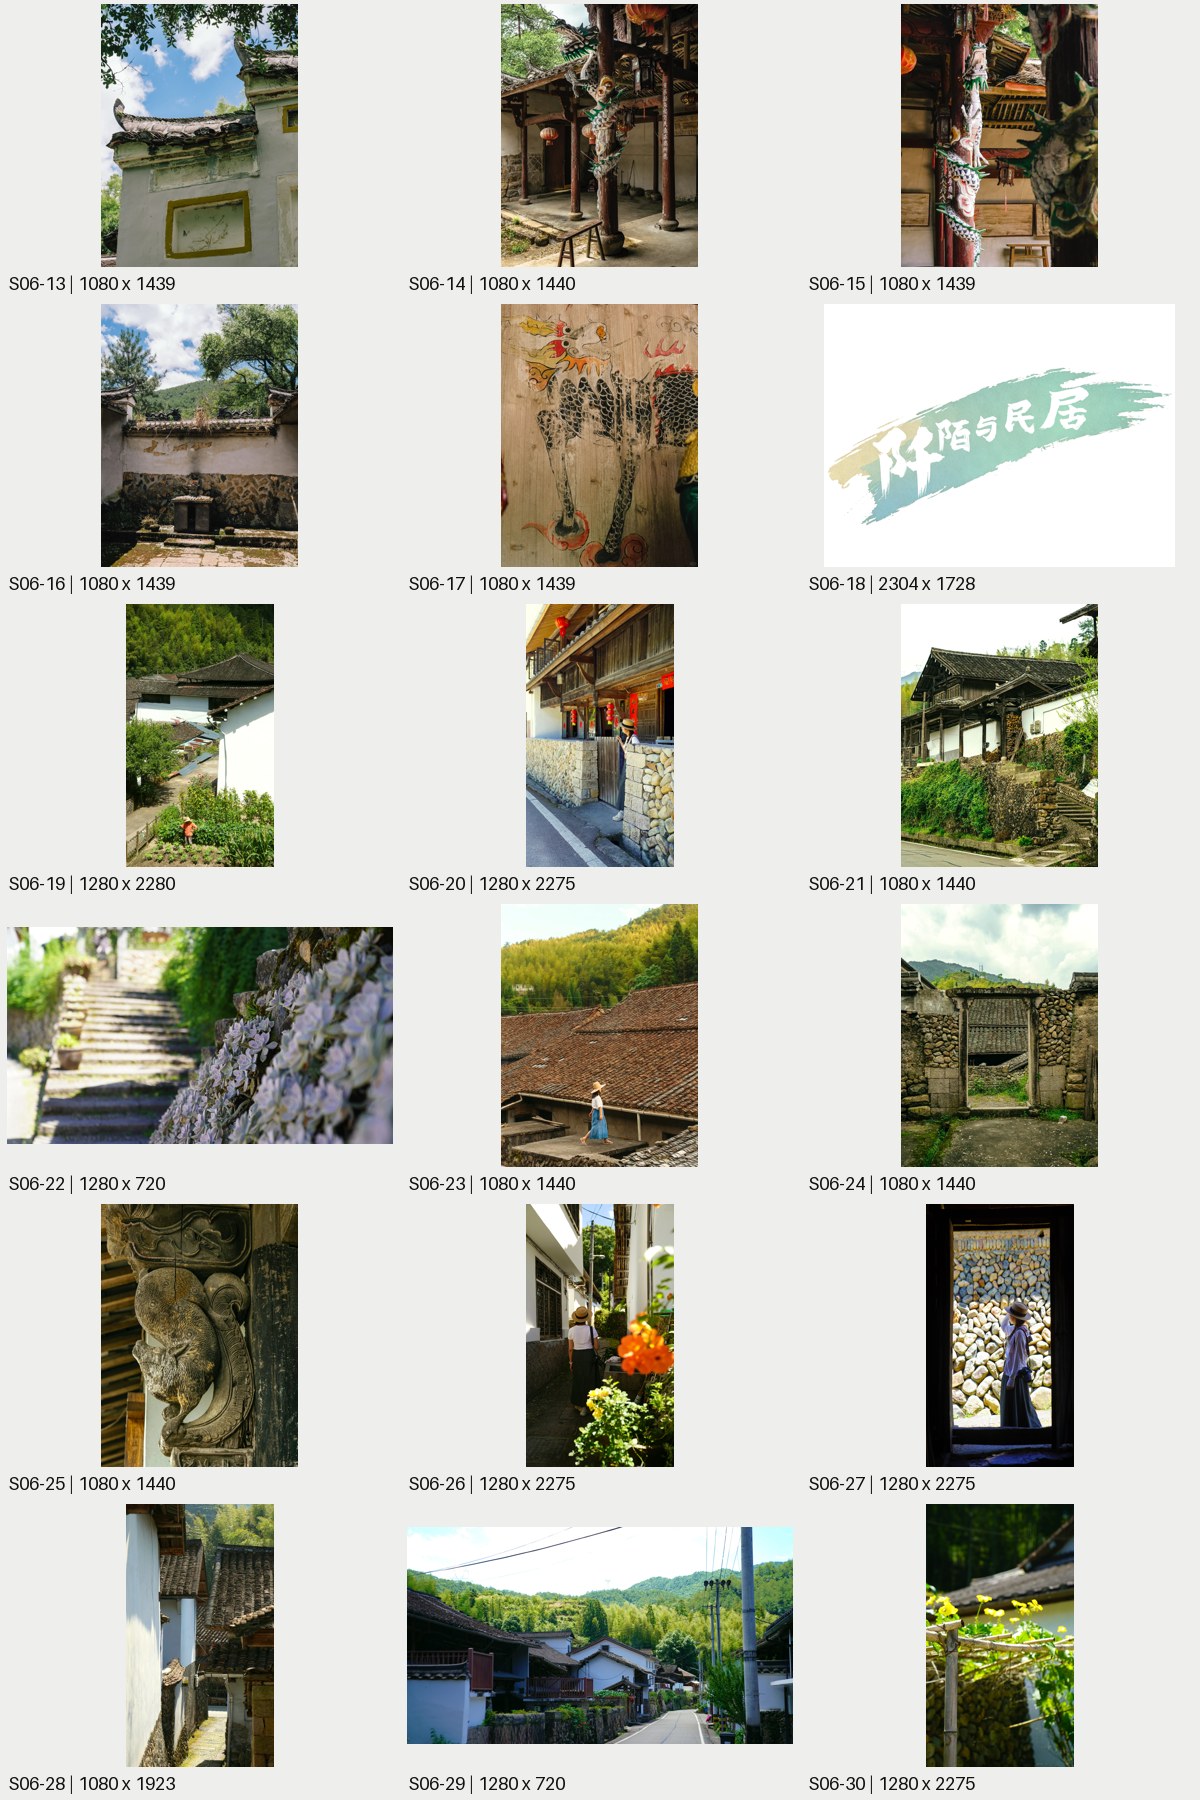 S06-13 | 1080 x 1439
S06-14 | 1080 x 1440
S06-15 | 1080 x 1439
S06-16 | 1080 x 1439
S06-17 | 1080 x 1439
阡陌与民居
S06-18 | 2304 x 1728
S06-19 | 1280 x 2280
S06-20 | 1280 x 2275
S06-21 | 1080 x 1440
S06-22 | 1280 x 720
S06-23 | 1080 x 1440
S06-24 | 1080 x 1440
S06-25 | 1080 x 1440
S06-26 | 1280 x 2275
S06-27 | 1280 x 2275
S06-28 | 1080 x 1923
S06-29 | 1280 x 720
S06-30 | 1280 x 2275